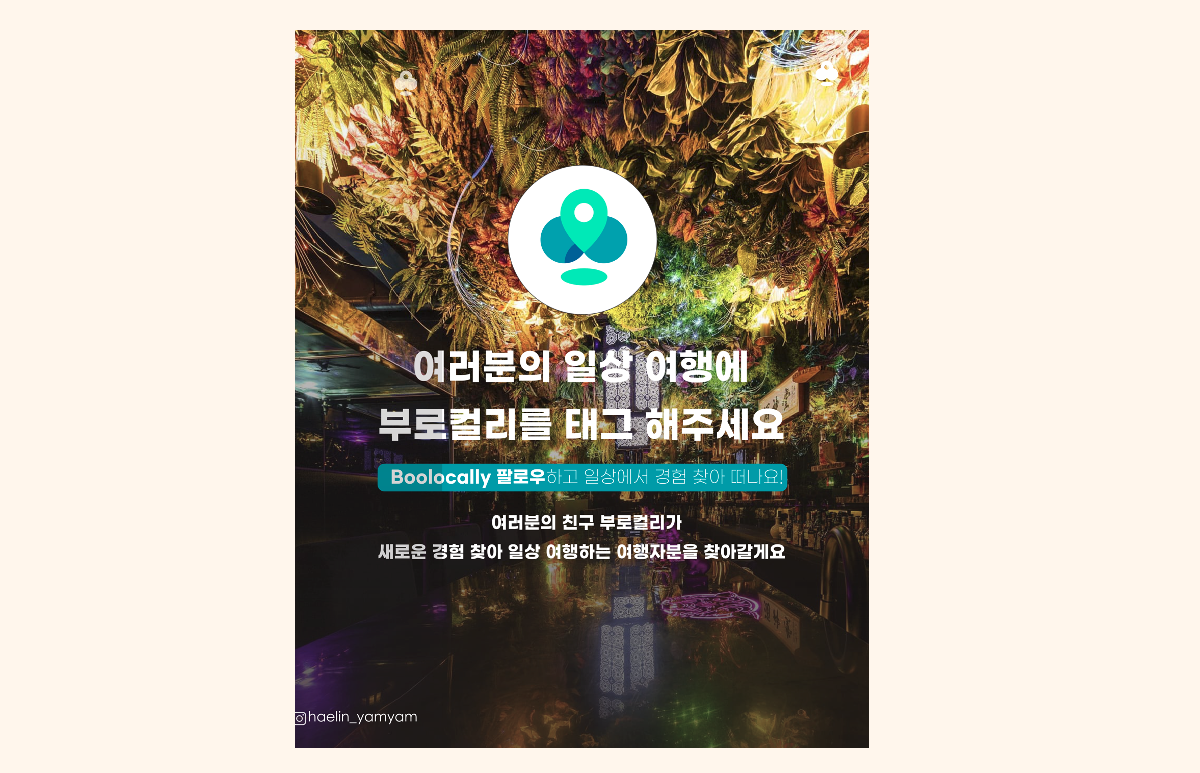 여러분의 일상 여행에
부로컬리를 태그 해주세요
Boolocally 팔로우하고 일상에서 경험 찾아 떠나요!
여러분의 친구 부로컬리가
새로운 경험 찾아 일상 여행하는 여행자분을 찾아갈게요
haelin_yamyam